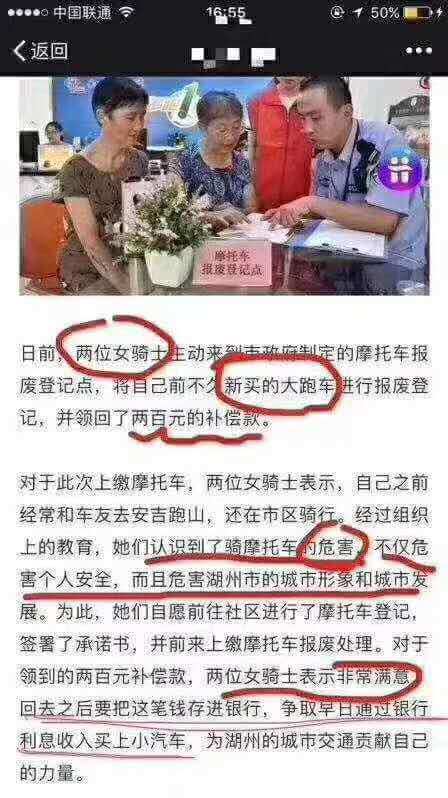 中国联通
16:55
50%
返回
摩托车
报废登记点
日前，两位女骑士主动来到市政府制定的摩托车报
废登记点，将自己前不久新买的大跑车进行报废登
记，并领回了两百元的补偿款。
对于此次上缴摩托车，两位女骑士表示，自己之前
经常和车友去安吉跑山，还在市区骑行。经过组织
上的教育，她们认识到了骑摩托车的危害，不仅危
害个人安全，而且危害湖州市的城市形象和城市发
展。为此，她们自愿前往社区进行了摩托车登记，
签署了承诺书，并前来上缴摩托车报废处理。对于
领到的两百元补偿款，两位女骑士表示非常满意，
回去之后要把这笔钱存进银行，争取早日通过银行
利息收入买上小汽车，为湖州的城市交通贡献自己
的力量。